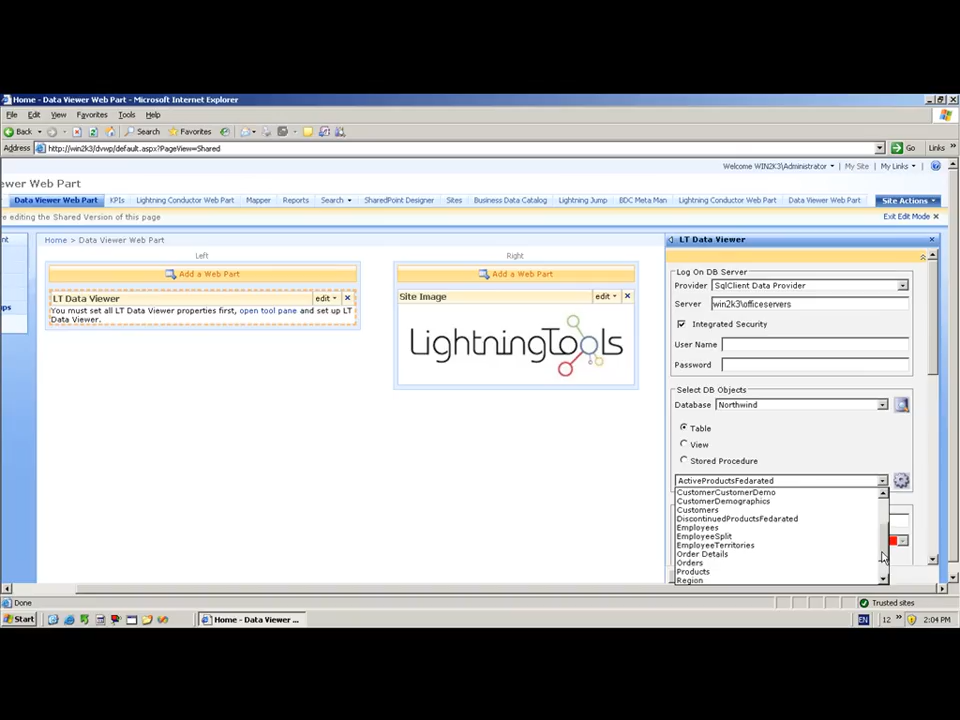 Home - Data Viewer Web Part - Microsoft Internet Explorer
File Edit View Favorites Tools Help
Back Search Favorites
Address http://win2k3/dvwp/default.aspx?PageView=Shared Go Links »
Welcome WIN2K3\Administrator My Site My Links
ewer Web Part
Data Viewer Web Part KPIs Lightning Conductor Web Part Mapper Reports Search SharePoint Designer Sites Business Data Catalog Lightning Jump BDC Meta Man Lightning Conductor Web Part Data Viewer Web Part Site Actions
e editing the Shared Version of this page Exit Edit Mode
nt
ps
Home > Data Viewer Web Part
Left
Add a Web Part
LT Data Viewer edit
You must set all LT Data Viewer properties first, open tool pane and set up LT
Data Viewer.
Right
Add a Web Part
Site Image edit
LightningTools
LT Data Viewer
Log On DB Server
Provider SqlClient Data Provider
Server win2k3\officeservers
Integrated Security
User Name
Password
Select DB Objects
Database Northwind
Table
View
Stored Procedure
ActiveProductsFedarated
CustomerCustomerDemo
CustomerDemographics
Customers
DiscontinuedProductsFedarated
Employees
EmployeeSplit
EmployeeTerritories
Order Details
Orders
Products
Region
Done Trusted sites
Start Home - Data Viewer ... EN 12 » 2:04 PM